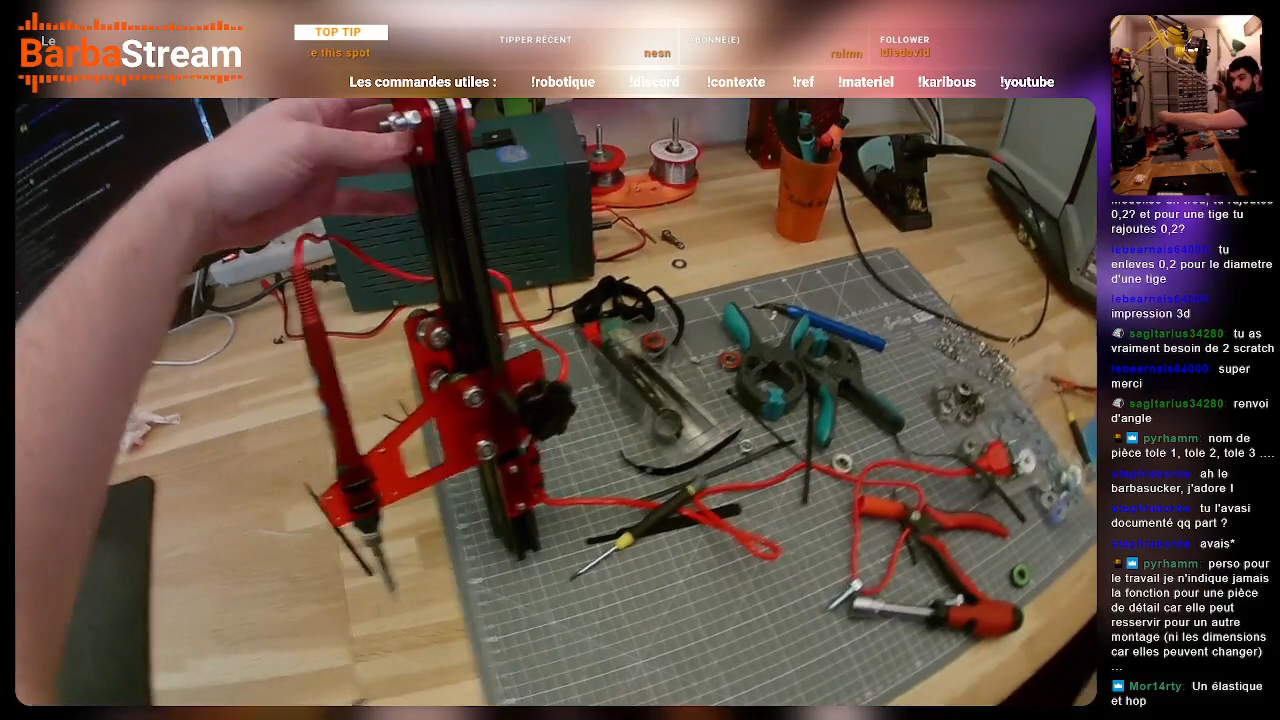 Le
BarbaStream
TOP TIP
e this spot
TIPPER RÉCENT
nesn
ABONNÉ(E)
FOLLOWER
Les commandes utiles :
!robotique
!discord
!contexte
!ref
!materiel
!karibous
!youtube
0,2? et pour une tige tu
rajoutes 0,2?
lebearnais64000: tu
enleves 0,2 pour le diametre
d'une tige
lebearnais64000:
impression 3d
sagitarius34280: tu as
vraiment besoin de 2 scratch
lebearnais64000: super
merci
sagitarius34280: renvoi
d'angle
pyrhamm: nom de
pièce tole 1, tole 2, tole 3 ....
ah le
barbasucker, j'adore !
tu l'avasi
documenté qq part ?
avais*
pyrhamm: perso pour
le travail je n'indique jamais
la fonction pour une pièce
de détail car elle peut
resservir pour un autre
montage (ni les dimensions
car elles peuvent changer)
...
Mor14rty: Un élastique
et hop